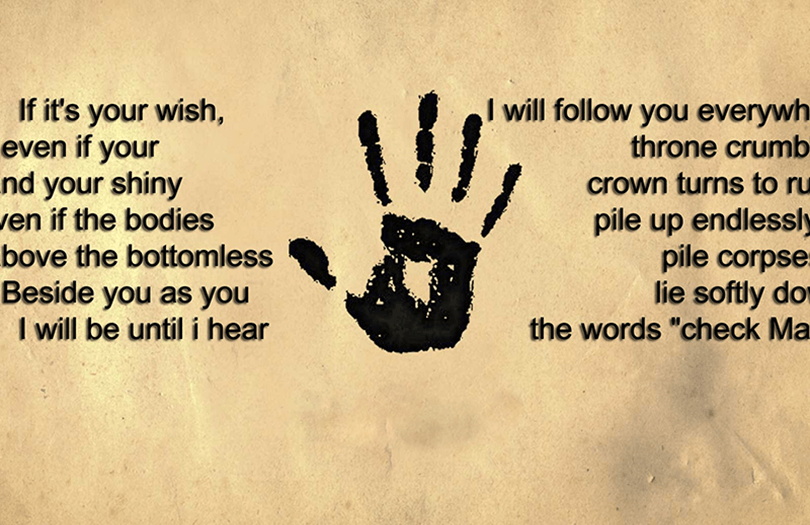 If it's your wish, I will follow you everywh
even if your throne crumb
nd your shiny crown turns to ru
ven if the bodies pile up endlessly
bove the bottomless pile corpse
Beside you as you lie softly do
I will be until i hear the words "check Ma